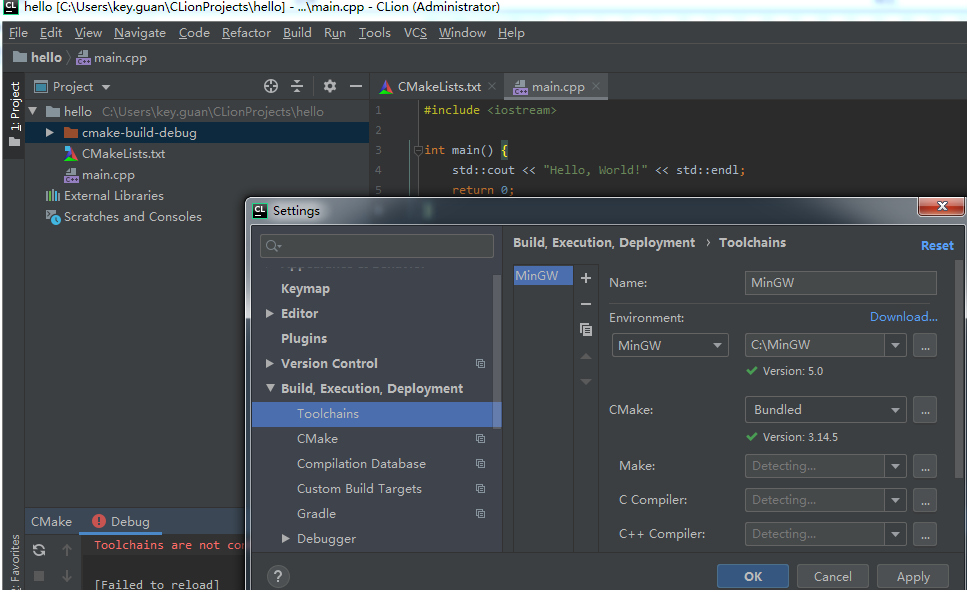 CL hello [C:\Users\key.guan\CLionProjects\hello] - ...\main.cpp - CLion (Administrator)
File Edit View Navigate Code Refactor Build Run Tools VCS Window Help
hello main.cpp
1: Project
Project
CMakeLists.txt
main.cpp
hello C:\Users\key.guan\CLionProjects\hello
cmake-build-debug
CMakeLists.txt
main.cpp
External Libraries
Scratches and Consoles
1 #include <iostream>
2
3 int main() {
4 std::cout << "Hello, World!" << std::endl;
5 return 0;
}
CL Settings
Keymap
Editor
Plugins
Version Control
Build, Execution, Deployment
Toolchains
CMake
Compilation Database
Custom Build Targets
Gradle
Debugger
Build, Execution, Deployment › Toolchains
Reset
MinGW
Name: MinGW
Environment: Download...
MinGW C:\MinGW ...
Version: 5.0
CMake: Bundled ...
Version: 3.14.5
Make: Detecting... ...
C Compiler: Detecting... ...
C++ Compiler: Detecting... ...
? OK Cancel Apply
CMake Debug
Toolchains are not
[Failed to reload]
Favorites